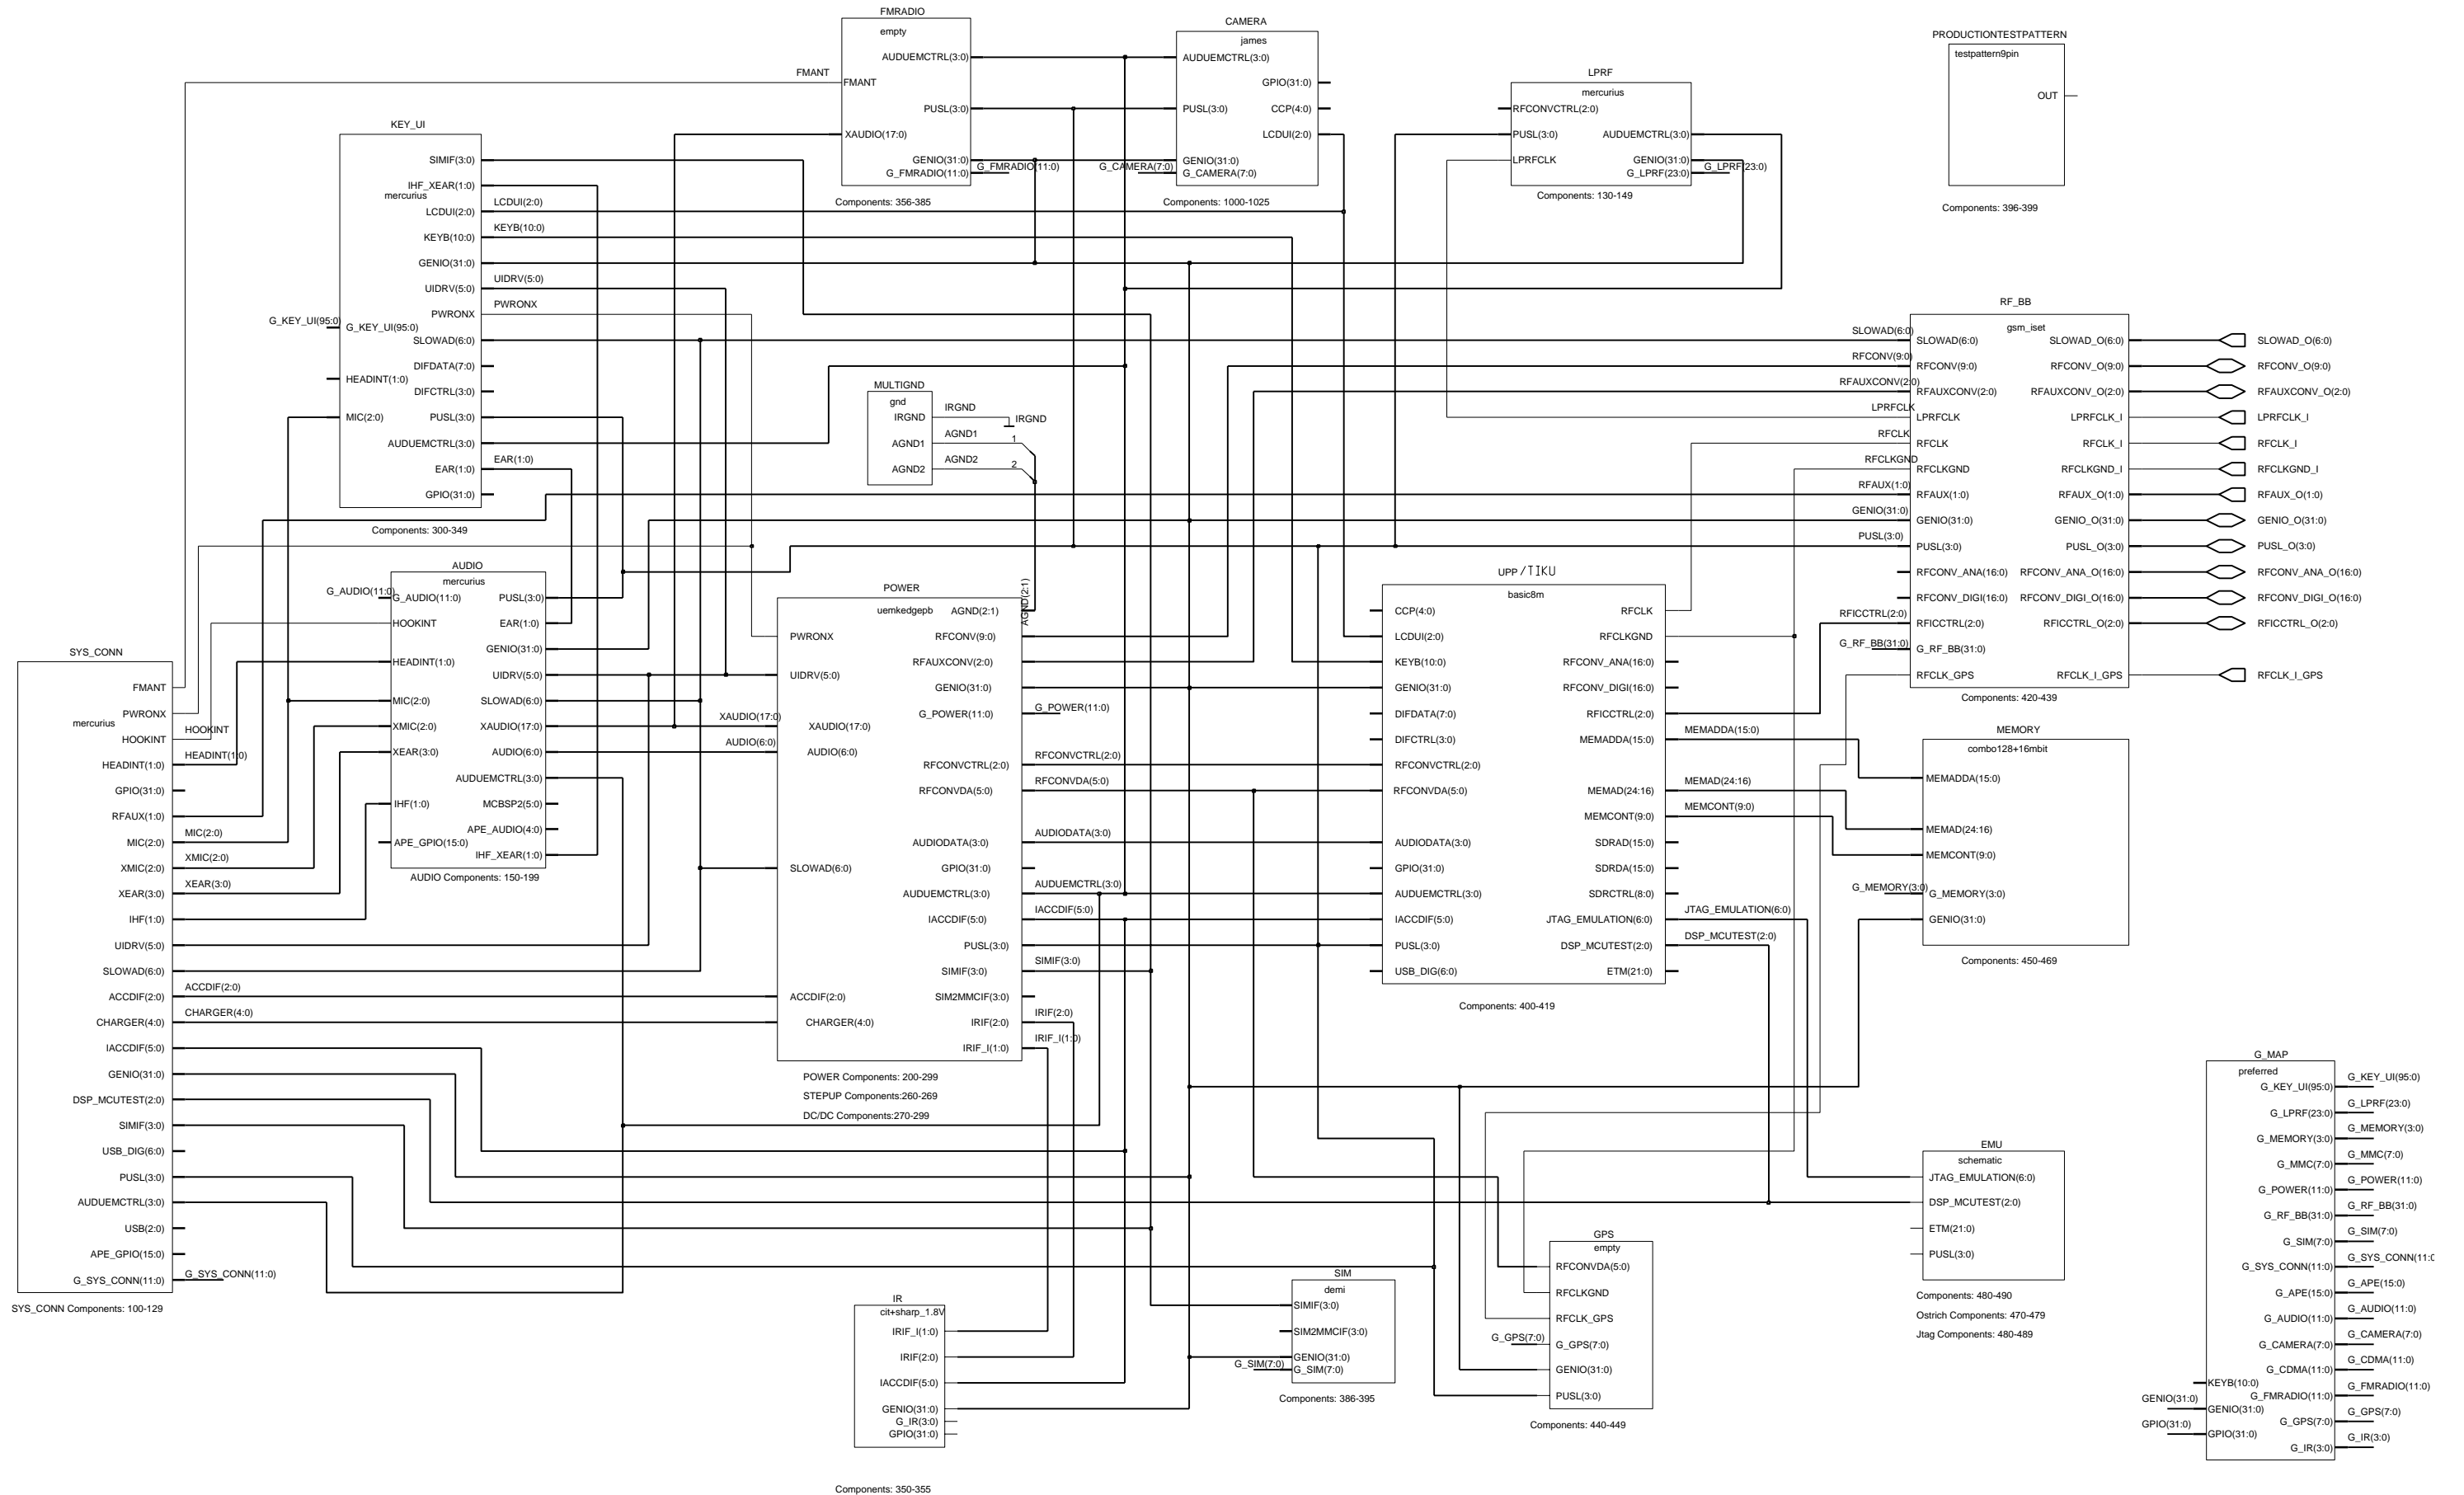 FMRADIO
empty
AUDUEMCTRL(3:0)
FMANT
FMANT
PUSL(3:0)
XAUDIO(17:0)
GENIO(31:0)
G_FMRADIO(11:0)
G_FMRADIO(11:0)
Components: 356-385
CAMERA
james
AUDUEMCTRL(3:0)
GPIO(31:0)
PUSL(3:0)
CCP(4:0)
LCDUI(2:0)
GENIO(31:0)
G_CAMERA(7:0)
G_CAMERA(7:0)
Components: 1000-1025
LPRF
mercurius
RFCONVCTRL(2:0)
PUSL(3:0)
AUDUEMCTRL(3:0)
LPRFCLK
GENIO(31:0)
G_LPRF(23:0)
G_LPRF(23:0)
Components: 130-149
PRODUCTIONTESTPATTERN
testpattern9pin
OUT
Components: 396-399
KEY_UI
SIMIF(3:0)
IHF_XEAR(1:0)
mercurius
LCDUI(2:0)
LCDUI(2:0)
KEYB(10:0)
KEYB(10:0)
GENIO(31:0)
UIDRV(5:0)
UIDRV(5:0)
PWRONX
PWRONX
G_KEY_UI(95:0)
G_KEY_UI(95:0)
SLOWAD(6:0)
DIFDATA(7:0)
HEADINT(1:0)
DIFCTRL(3:0)
MIC(2:0)
PUSL(3:0)
AUDUEMCTRL(3:0)
EAR(1:0)
EAR(1:0)
GPIO(31:0)
Components: 300-349
MULTIGND
gnd
IRGND
IRGND
IRGND
AGND1
AGND1
1
AGND2
AGND2
2
RF_BB
gsm_iset
SLOWAD(6:0)
SLOWAD(6:0)
SLOWAD_O(6:0)
SLOWAD_O(6:0)
RFCONV(9:0)
RFCONV(9:0)
RFCONV_O(9:0)
RFCONV_O(9:0)
RFAUXCONV(2:0)
RFAUXCONV(2:0)
RFAUXCONV_O(2:0)
RFAUXCONV_O(2:0)
LPRFCLK
LPRFCLK
LPRFCLK_I
LPRFCLK_I
RFCLK
RFCLK
RFCLK_I
RFCLK_I
RFCLKGND
RFCLKGND
RFCLKGND_I
RFCLKGND_I
RFAUX(1:0)
RFAUX(1:0)
RFAUX_O(1:0)
RFAUX_O(1:0)
GENIO(31:0)
GENIO(31:0)
GENIO_O(31:0)
GENIO_O(31:0)
PUSL(3:0)
PUSL(3:0)
PUSL_O(3:0)
PUSL_O(3:0)
RFCONV_ANA(16:0)
RFCONV_ANA_O(16:0)
RFCONV_ANA_O(16:0)
RFCONV_DIGI(16:0)
RFCONV_DIGI_O(16:0)
RFCONV_DIGI_O(16:0)
RFICCTRL(2:0)
RFICCTRL(2:0)
RFICCTRL_O(2:0)
RFICCTRL_O(2:0)
G_RF_BB(31:0)
G_RF_BB(31:0)
RFCLK_GPS
RFCLK_I_GPS
RFCLK_I_GPS
Components: 420-439
AUDIO
mercurius
G_AUDIO(11:0)
G_AUDIO(11:0)
PUSL(3:0)
HOOKINT
EAR(1:0)
GENIO(31:0)
HEADINT(1:0)
UIDRV(5:0)
MIC(2:0)
SLOWAD(6:0)
XMIC(2:0)
XAUDIO(17:0)
XEAR(3:0)
AUDIO(6:0)
AUDUEMCTRL(3:0)
IHF(1:0)
MCBSP2(5:0)
APE_AUDIO(4:0)
APE_GPIO(15:0)
IHF_XEAR(1:0)
AUDIO Components: 150-199
POWER
uemkedgepb
AGND(2:1)
AGND(2:1)
PWRONX
RFCONV(9:0)
RFAUXCONV(2:0)
UIDRV(5:0)
GENIO(31:0)
G_POWER(11:0)
G_POWER(11:0)
XAUDIO(17:0)
XAUDIO(17:0)
AUDIO(6:0)
AUDIO(6:0)
RFCONVCTRL(2:0)
RFCONVCTRL(2:0)
RFCONVDA(5:0)
RFCONVDA(5:0)
AUDIODATA(3:0)
AUDIODATA(3:0)
SLOWAD(6:0)
GPIO(31:0)
AUDUEMCTRL(3:0)
AUDUEMCTRL(3:0)
IACCDIF(5:0)
IACCDIF(5:0)
PUSL(3:0)
SIMIF(3:0)
SIMIF(3:0)
ACCDIF(2:0)
SIM2MMCIF(3:0)
CHARGER(4:0)
IRIF(2:0)
IRIF(2:0)
IRIF_I(1:0)
IRIF_I(1:0)
POWER Components: 200-299
STEPUP Components:260-269
DC/DC Components:270-299
UPP /TIKU
basic8m
CCP(4:0)
RFCLK
LCDUI(2:0)
RFCLKGND
KEYB(10:0)
RFCONV_ANA(16:0)
GENIO(31:0)
RFCONV_DIGI(16:0)
DIFDATA(7:0)
RFICCTRL(2:0)
DIFCTRL(3:0)
MEMADDA(15:0)
MEMADDA(15:0)
RFCONVCTRL(2:0)
RFCONVDA(5:0)
MEMAD(24:16)
MEMAD(24:16)
MEMCONT(9:0)
MEMCONT(9:0)
AUDIODATA(3:0)
SDRAD(15:0)
GPIO(31:0)
SDRDA(15:0)
AUDUEMCTRL(3:0)
SDRCTRL(8:0)
IACCDIF(5:0)
JTAG_EMULATION(6:0)
JTAG_EMULATION(6:0)
PUSL(3:0)
DSP_MCUTEST(2:0)
DSP_MCUTEST(2:0)
USB_DIG(6:0)
ETM(21:0)
Components: 400-419
MEMORY
combo128+16mbit
MEMADDA(15:0)
MEMAD(24:16)
MEMCONT(9:0)
G_MEMORY(3:0)
G_MEMORY(3:0)
GENIO(31:0)
Components: 450-469
SYS_CONN
FMANT
PWRONX
mercurius
HOOKINT
HOOKINT
HEADINT(1:0)
HEADINT(1:0)
GPIO(31:0)
RFAUX(1:0)
MIC(2:0)
MIC(2:0)
XMIC(2:0)
XMIC(2:0)
XEAR(3:0)
XEAR(3:0)
IHF(1:0)
UIDRV(5:0)
SLOWAD(6:0)
ACCDIF(2:0)
ACCDIF(2:0)
CHARGER(4:0)
CHARGER(4:0)
IACCDIF(5:0)
GENIO(31:0)
DSP_MCUTEST(2:0)
SIMIF(3:0)
USB_DIG(6:0)
PUSL(3:0)
AUDUEMCTRL(3:0)
USB(2:0)
APE_GPIO(15:0)
G_SYS_CONN(11:0)
G_SYS_CONN(11:0)
SYS_CONN Components: 100-129
IR
cit+sharp_1.8V
IRIF_I(1:0)
IRIF(2:0)
IACCDIF(5:0)
GENIO(31:0)
G_IR(3:0)
GPIO(31:0)
Components: 350-355
SIM
demi
SIMIF(3:0)
SIM2MMCIF(3:0)
GENIO(31:0)
G_SIM(7:0)
G_SIM(7:0)
Components: 386-395
GPS
empty
RFCONVDA(5:0)
RFCLKGND
RFCLK_GPS
G_GPS(7:0)
G_GPS(7:0)
GENIO(31:0)
PUSL(3:0)
Components: 440-449
EMU
schematic
JTAG_EMULATION(6:0)
DSP_MCUTEST(2:0)
ETM(21:0)
PUSL(3:0)
Components: 480-490
Ostrich Components: 470-479
Jtag Components: 480-489
G_MAP
preferred
G_KEY_UI(95:0)
G_KEY_UI(95:0)
G_LPRF(23:0)
G_LPRF(23:0)
G_MEMORY(3:0)
G_MEMORY(3:0)
G_MMC(7:0)
G_MMC(7:0)
G_POWER(11:0)
G_POWER(11:0)
G_RF_BB(31:0)
G_RF_BB(31:0)
G_SIM(7:0)
G_SIM(7:0)
G_SYS_CONN(11:0)
G_SYS_CONN(11:0
G_APE(15:0)
G_APE(15:0)
G_AUDIO(11:0)
G_AUDIO(11:0)
G_CAMERA(7:0)
G_CAMERA(7:0)
G_CDMA(11:0)
G_CDMA(11:0)
KEYB(10:0)
G_FMRADIO(11:0)
G_FMRADIO(11:0)
GENIO(31:0)
GENIO(31:0)
G_GPS(7:0)
G_GPS(7:0)
GPIO(31:0)
GPIO(31:0)
G_IR(3:0)
G_IR(3:0)